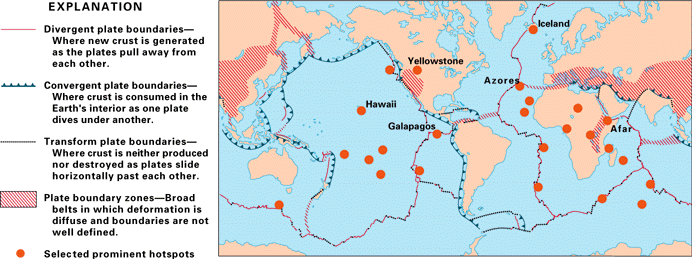 EXPLANATION
Divergent plate boundaries—
Where new crust is generated
as the plates pull away from
each other.
Convergent plate boundaries—
Where crust is consumed in the
Earth's interior as one plate
dives under another.
Transform plate boundaries—
Where crust is neither produced
nor destroyed as plates slide
horizontally past each other.
Plate boundary zones—Broad
belts in which deformation is
diffuse and boundaries are not
well defined.
Selected prominent hotspots
Iceland
Yellowstone
Azores
Hawaii
Galapagos
Afar